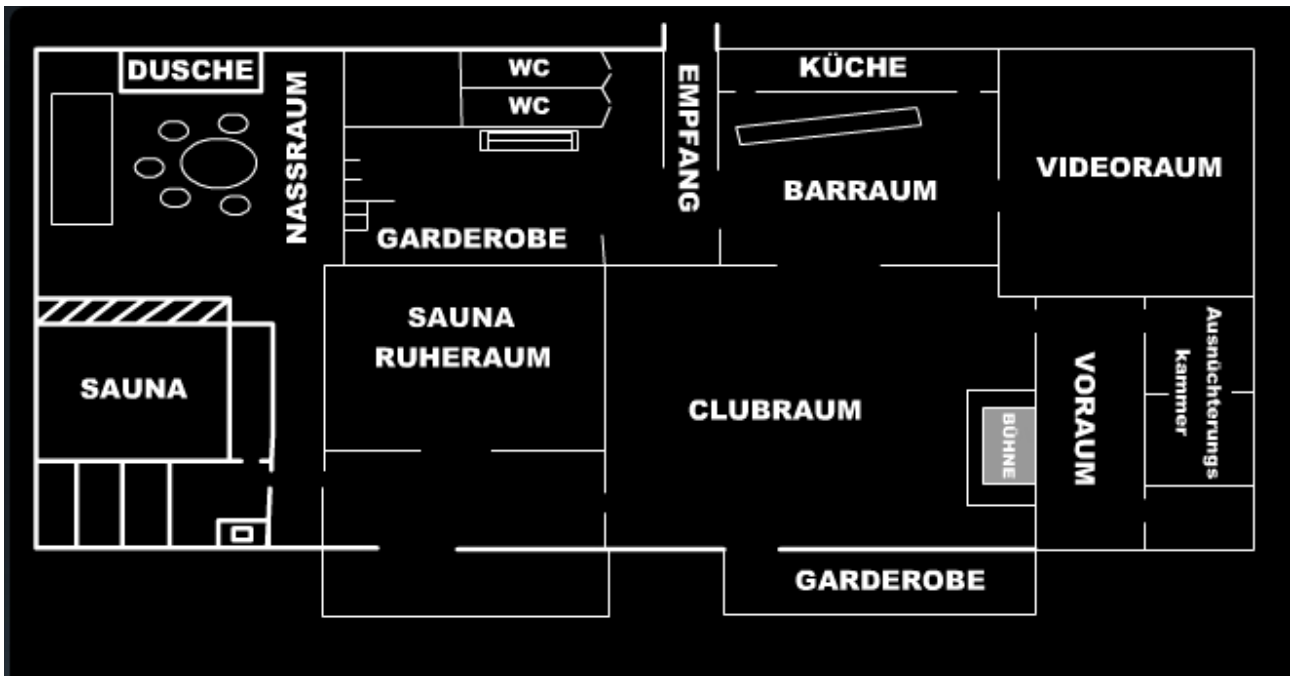 DUSCHE
NASSRAUM
WC
WC
EMPFANG
KÜCHE
BARRAUM
VIDEORAUM
GARDEROBE
SAUNA
RUHERAUM
SAUNA
CLUBRAUM
BÜHNE
VORAUM
Ausnüchterungs
kammer
GARDEROBE